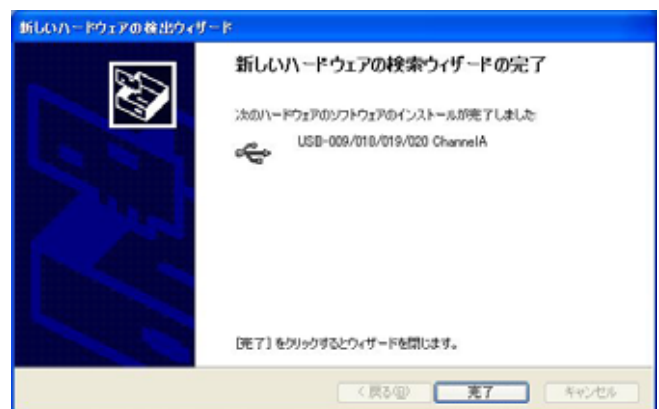 新しいハードウェアの検出ウィザード
新しいハードウェアの検索ウィザードの完了
次のハードウェアのソフトウェアのインストールが完了しました
USB-009/010/019/020 ChannelA
[完了] をクリックするとウィザードを閉じます。
< 戻る(B)
完了
キャンセル